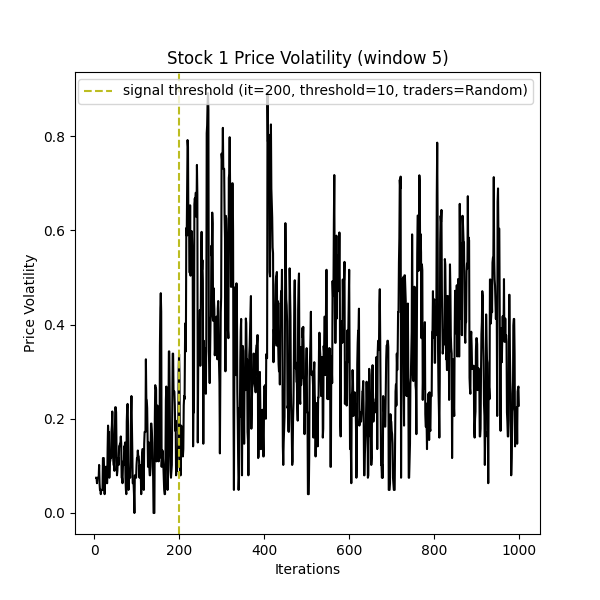 Stock 1 Price Volatility (window 5)
signal threshold (it=200, threshold=10, traders=Random)
Price Volatility
0.8
0.6
0.4
0.2
0.0
0
200
400
600
800
1000
Iterations